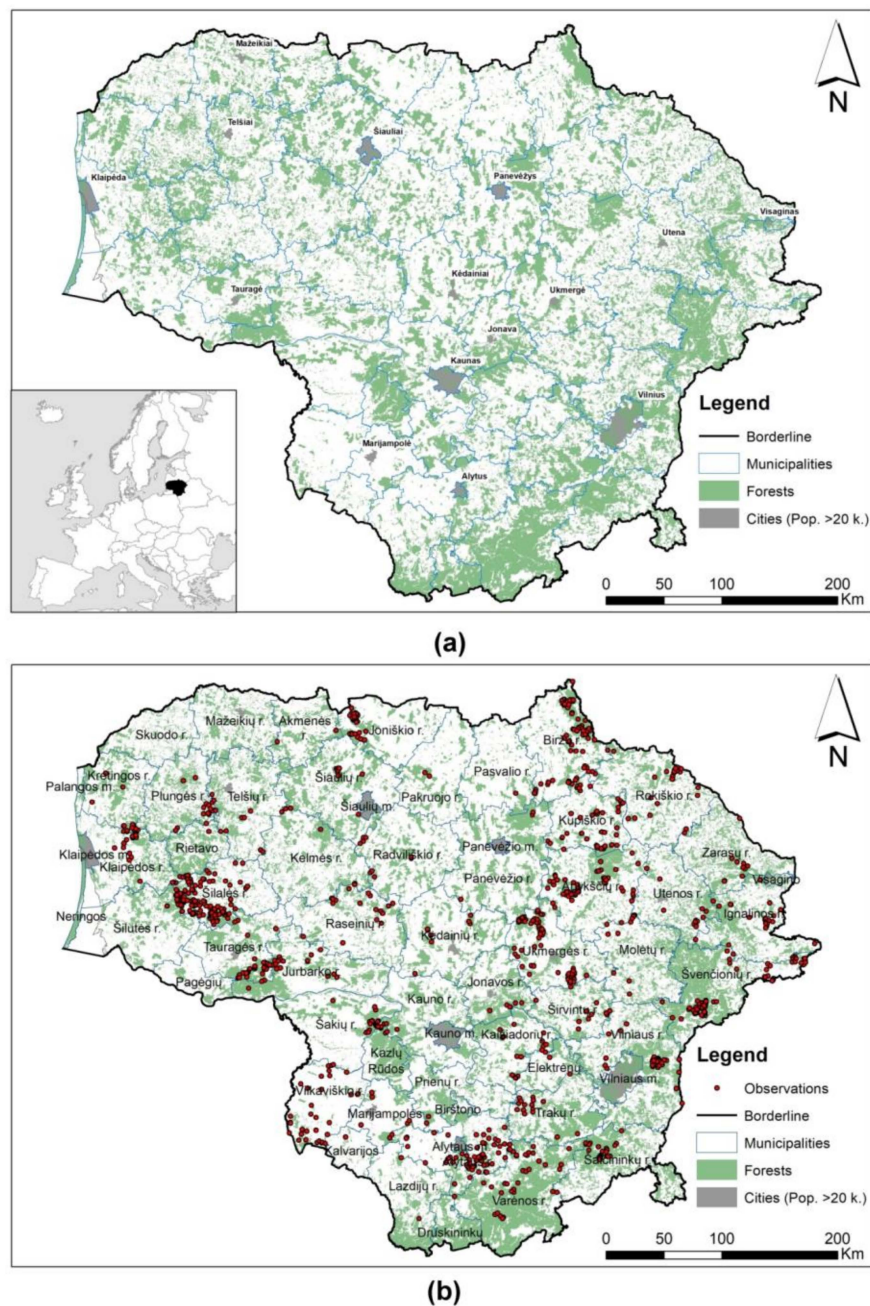 N
Mažeikiai
Telšiai
Šiauliai
Klaipėda
Panevėžys
Visaginas
Utena
Kėdainiai
Tauragė
Ukmergė
Jonava
Kaunas
Vilnius
Marijampolė
Alytus
Legend
Borderline
Municipalities
Forests
Cities (Pop. >20 k.)
0 50 100 200
Km
(a)
N
Mažeikių r.
Akmenės
r.
Joniškio r.
Skuodo r.
Biržų r.
Kretingos r.
Palangos m.
Šiaulių r.
Pasvalio r.
Plungės r.
Telšių r.
Pakruojo r.
Rokiškio r.
Šiaulių m.
Kupiškio r.
Klaipėdos m.
Klaipėdos r.
Rietavo
Radviliškio r.
Panevėžio m.
Kelmės r.
Zarasų r.
Panevėžio r.
Anykščių r.
Visagino
Šilalės r.
Utenos r.
Neringos
Šilutės r.
Raseinių r.
Ignalinos r.
Kėdainių r.
Tauragės r.
Ukmergės r.
Molėtų r.
Pagėgių
Jurbarko r.
Jonavos r.
Švenčionių r.
Kauno r.
Šakių r.
Širvintų r.
Kauno m.
Kaišiadorių r.
Vilniaus r.
Kazlų
Rūdos
Elektrėnų
Prienų r.
Vilniaus m.
Vilkaviškio r.
Marijampolės
Birštono
Trakų r.
Alytaus m.
Kalvarijos
Šalčininkų r.
Lazdijų r.
Varėnos r.
Druskininkų
Legend
Observations
Borderline
Municipalities
Forests
Cities (Pop. >20 k.)
0 50 100 200
Km
(b)